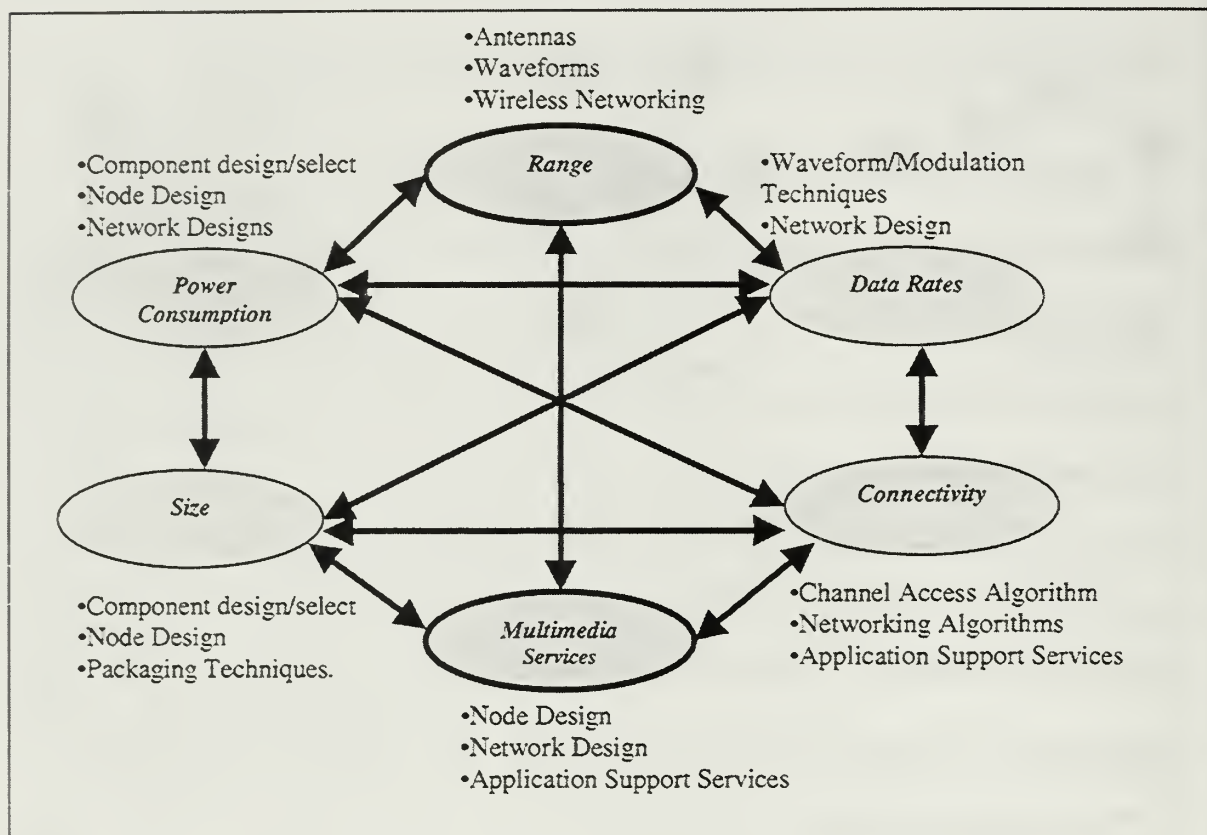 •Antennas
•Waveforms
•Wireless Networking
Range
•Component design/select
•Node Design
•Network Designs
•Waveform/Modulation
Techniques
•Network Design
Power
Consumption
Data Rates
Size
Connectivity
•Component design/select
•Node Design
•Packaging Techniques.
Multimedia
Services
•Channel Access Algorithm
•Networking Algorithms
•Application Support Services
•Node Design
•Network Design
•Application Support Services